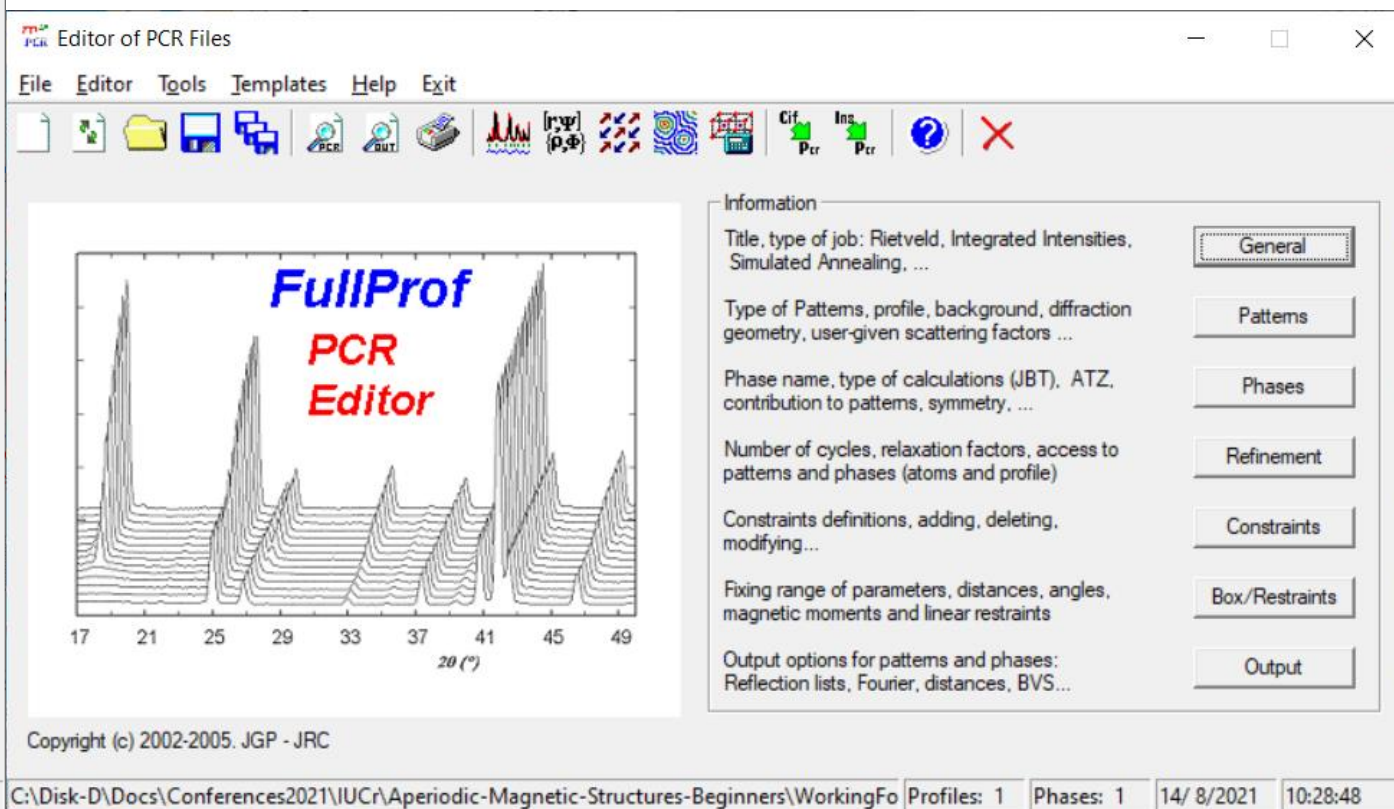 PCR Editor of PCR Files
File Editor Tools Templates Help Exit
PCR OUT [r,Ψ] {ρ,Φ} Cif Pcr Ins Pcr ?
FullProf
PCR
Editor
17 21 25 29 33 37 41 45 49
2θ (°)
Information
Title, type of job: Rietveld, Integrated Intensities,
Simulated Annealing, ...
General
Type of Patterns, profile, background, diffraction
geometry, user-given scattering factors ...
Patterns
Phase name, type of calculations (JBT), ATZ,
contribution to patterns, symmetry, ...
Phases
Number of cycles, relaxation factors, access to
patterns and phases (atoms and profile)
Refinement
Constraints definitions, adding, deleting,
modifying...
Constraints
Fixing range of parameters, distances, angles,
magnetic moments and linear restraints
Box/Restraints
Output options for patterns and phases:
Reflection lists, Fourier, distances, BVS...
Output
Copyright (c) 2002-2005. JGP - JRC
C:\Disk-D\Docs\Conferences2021\IUCr\Aperiodic-Magnetic-Structures-Beginners\WorkingFo Profiles: 1 Phases: 1 14/ 8/2021 10:28:48